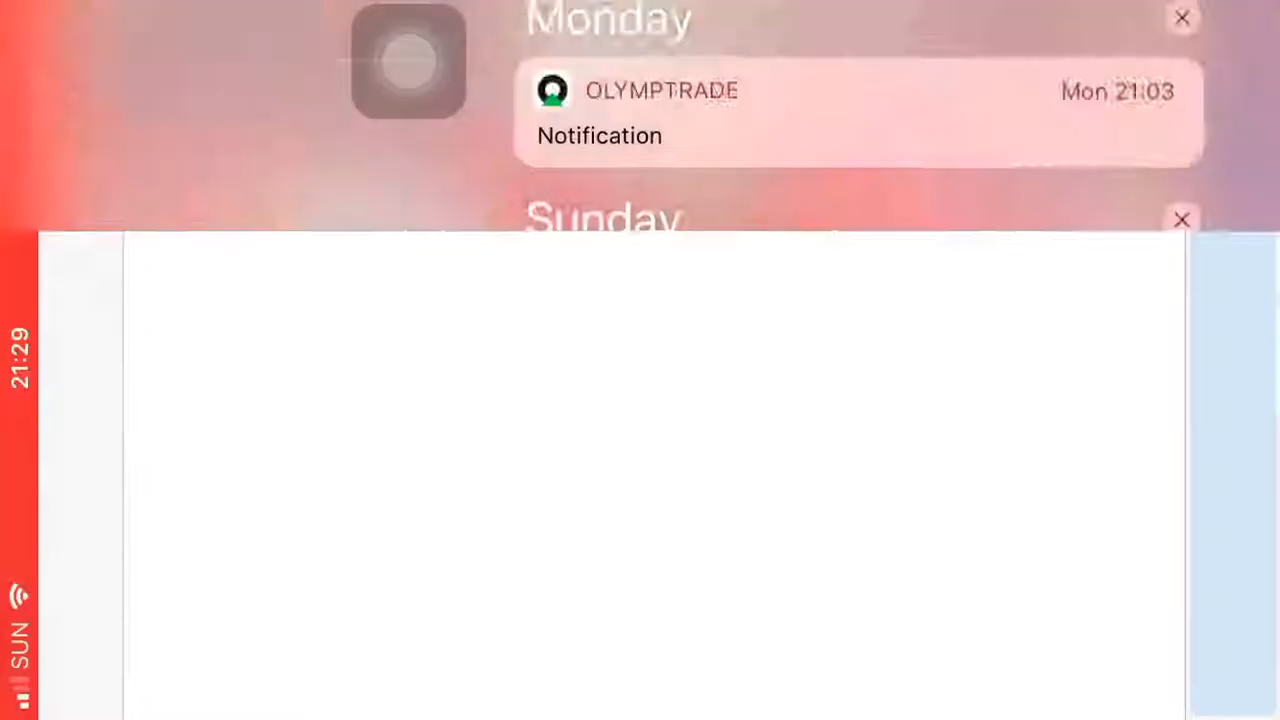 Monday
OLYMPTRADE Mon 21:03
Notification
Sunday
21:29
SUN